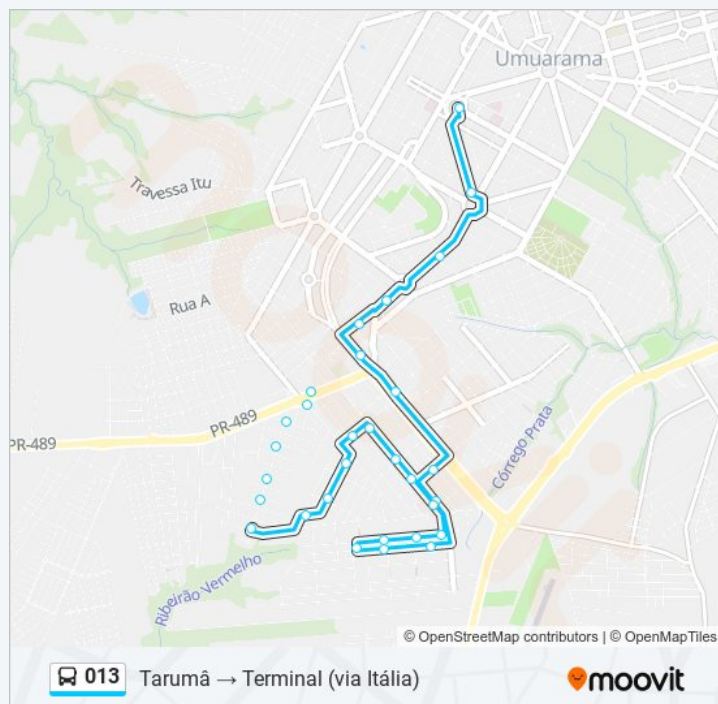 Umuarama
Travessa Itu
Rua A
PR-489
PR-489
Córrego Prata
Ribeirão Vermelho
© OpenStreetMap contributors | © OpenMapTiles
013 Tarumâ → Terminal (via Itália)
moovit